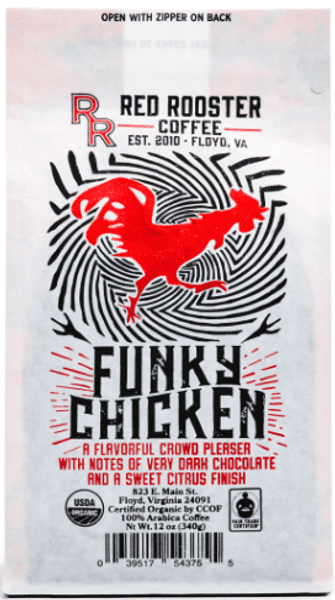 OPEN WITH ZIPPER ON BACK
RR
RED ROOSTER
COFFEE
EST. 2010 · FLOYD, VA
FUNKY
CHICKEN
A FLAVORFUL CROWD PLEASER
WITH NOTES OF VERY DARK CHOCOLATE
AND A SWEET CITRUS FINISH
823 E. Main St.
Floyd, Virginia 24091
Certified Organic by CCOF
100% Arabica Coffee
Nt Wt. 12 oz (340g)
USDA
ORGANIC
FAIR TRADE
CERTIFIED
0 39517 54375 5